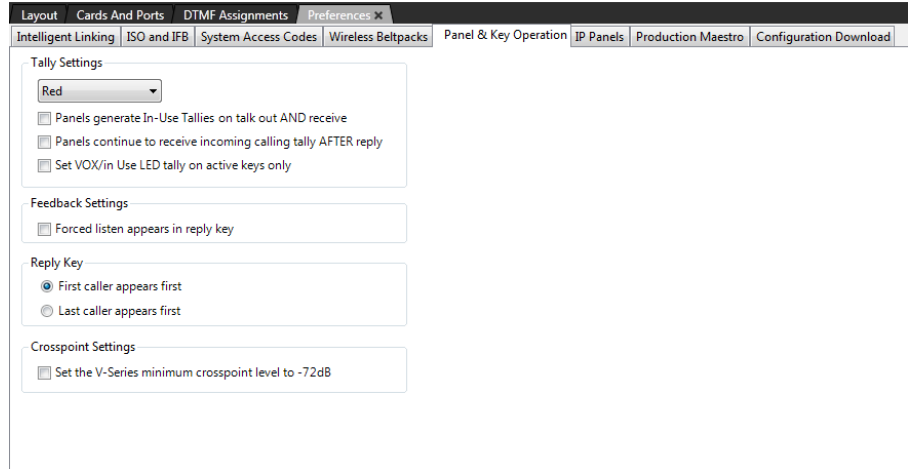 Layout Cards And Ports DTMF Assignments Preferences ×
Intelligent Linking ISO and IFB System Access Codes Wireless Beltpacks Panel & Key Operation IP Panels Production Maestro Configuration Download
Tally Settings
Red
Panels generate In-Use Tallies on talk out AND receive
Panels continue to receive incoming calling tally AFTER reply
Set VOX/in Use LED tally on active keys only
Feedback Settings
Forced listen appears in reply key
Reply Key
First caller appears first
Last caller appears first
Crosspoint Settings
Set the V-Series minimum crosspoint level to -72dB